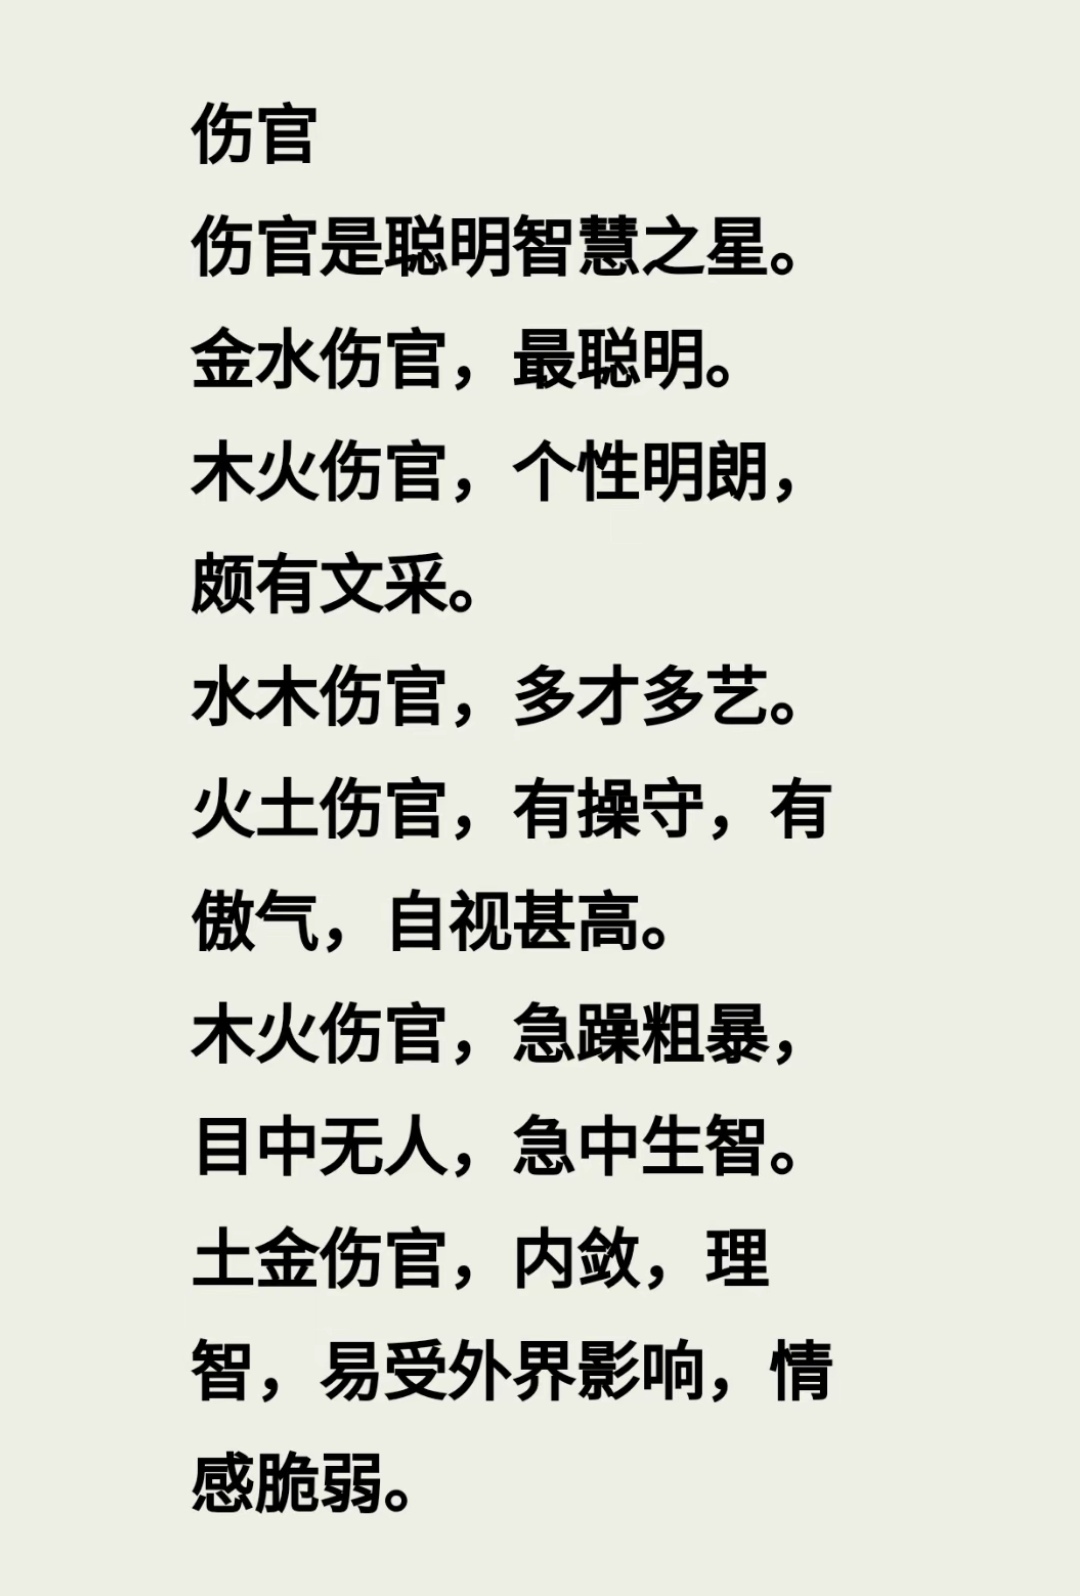 伤官
伤官是聪明智慧之星。
金水伤官，最聪明。
木火伤官，个性明朗，
颇有文采。
水木伤官，多才多艺。
火土伤官，有操守，有
傲气，自视甚高。
木火伤官，急躁粗暴，
目中无人，急中生智。
土金伤官，内敛，理
智，易受外界影响，情
感脆弱。